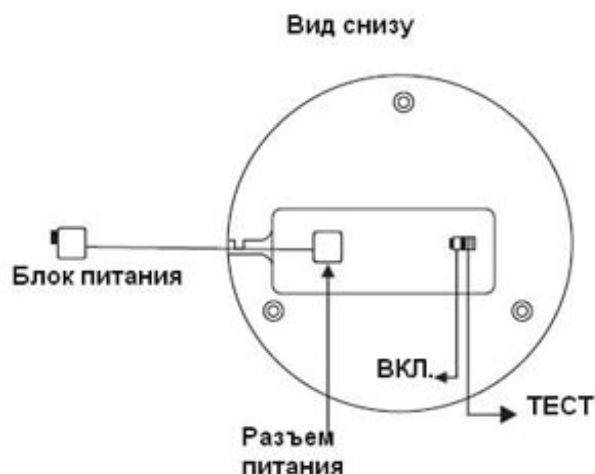 Вид снизу
Блок питания
ВКЛ.
ТЕСТ
Разъем
питания